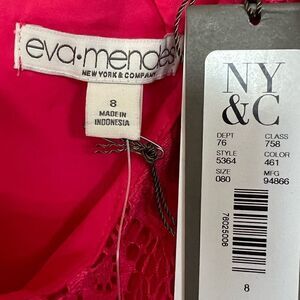 eva•mendes
NEW YORK & COMPANY
8
MADE IN
INDONESIA
NY
&C
DEPT CLASS
76 758
STYLE COLOR
5364 461
SIZE MFG
080 94866
76025008
8